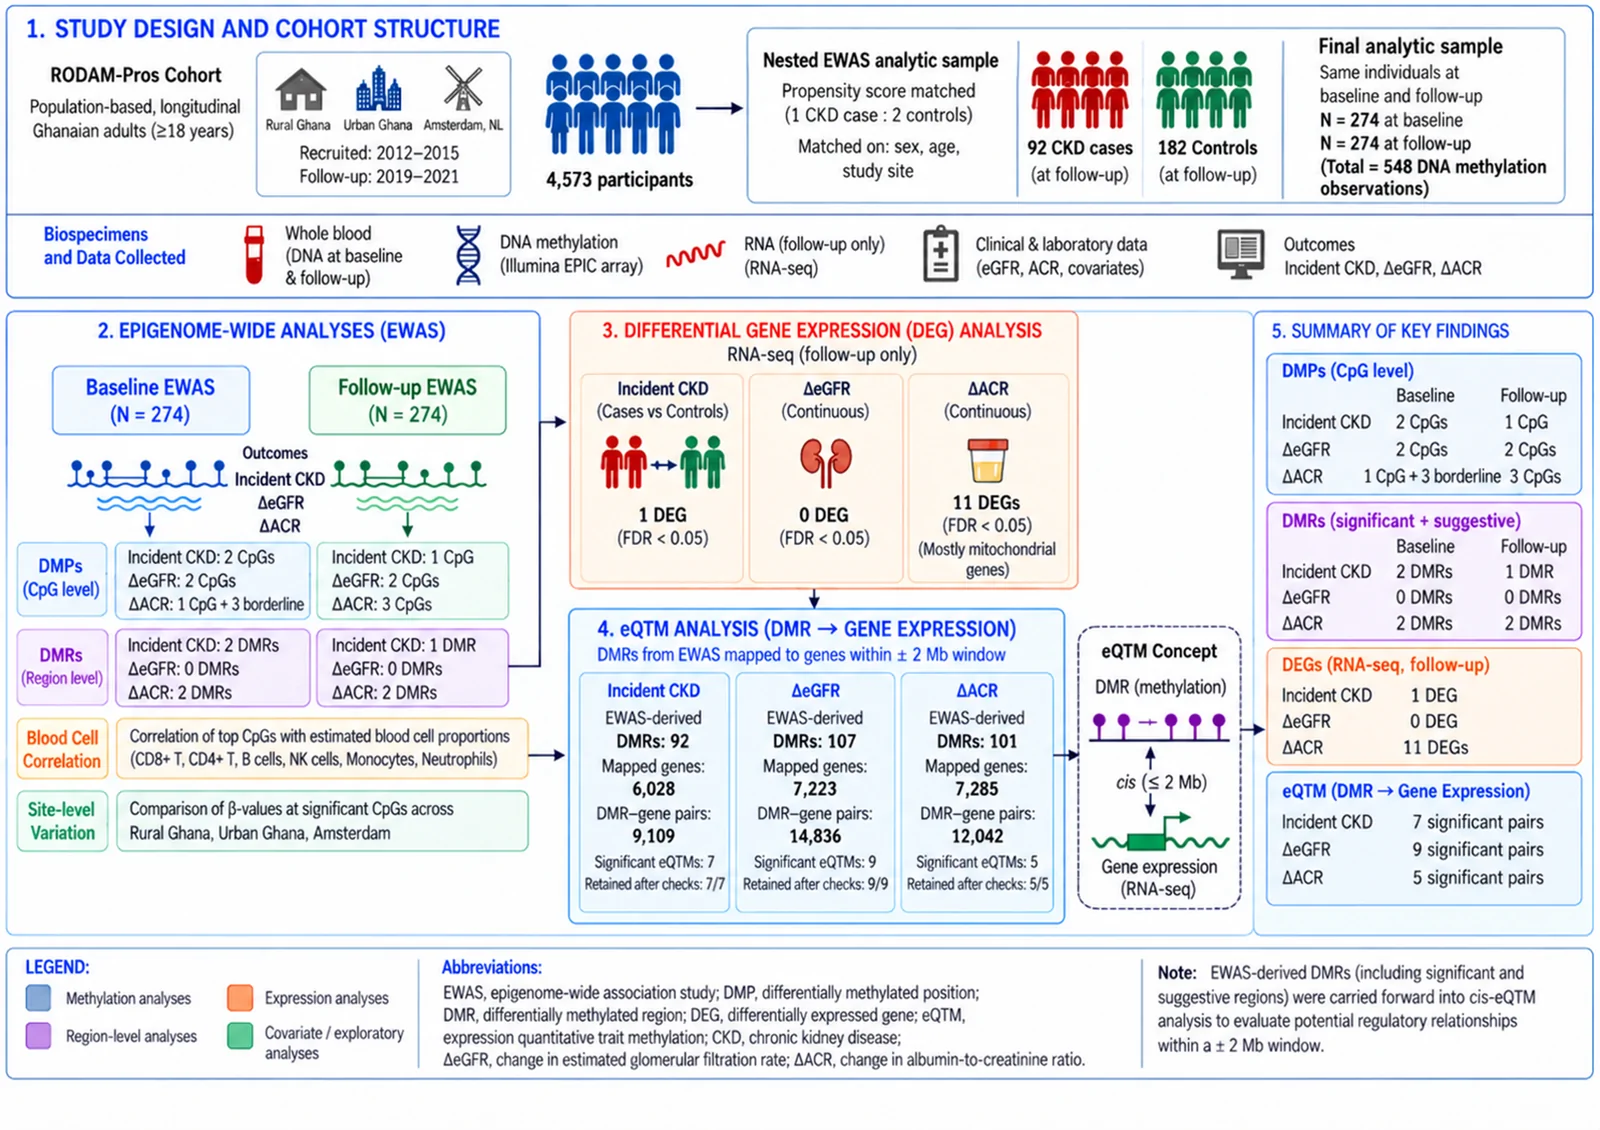 1. STUDY DESIGN AND COHORT STRUCTURE
RODAM-Pros Cohort
Population-based, longitudinal
Ghanaian adults (≥18 years)
Rural Ghana
Urban Ghana
Amsterdam, NL
Recruited: 2012–2015
Follow-up: 2019–2021
4,573 participants
Nested EWAS analytic sample
Propensity score matched
(1 CKD case : 2 controls)
Matched on: sex, age,
study site
92 CKD cases
(at follow-up)
182 Controls
(at follow-up)
Final analytic sample
Same individuals at
baseline and follow-up
N = 274 at baseline
N = 274 at follow-up
(Total = 548 DNA methylation
observations)
Biospecimens
and Data Collected
Whole blood
(DNA at baseline
& follow-up)
DNA methylation
(Illumina EPIC array)
RNA (follow-up only)
(RNA-seq)
Clinical & laboratory data
(eGFR, ACR, covariates)
Outcomes
Incident CKD, ΔeGFR, ΔACR
2. EPIGENOME-WIDE ANALYSES (EWAS)
Baseline EWAS
(N = 274)
Follow-up EWAS
(N = 274)
Outcomes
Incident CKD
ΔeGFR
ΔACR
DMPs
(CpG level)
Incident CKD: 2 CpGs
ΔeGFR: 2 CpGs
ΔACR: 1 CpG + 3 borderline
Incident CKD: 1 CpG
ΔeGFR: 2 CpGs
ΔACR: 3 CpGs
DMRs
(Region level)
Incident CKD: 2 DMRs
ΔeGFR: 0 DMRs
ΔACR: 2 DMRs
Incident CKD: 1 DMR
ΔeGFR: 0 DMRs
ΔACR: 2 DMRs
Blood Cell
Correlation
Correlation of top CpGs with estimated blood cell proportions
(CD8+ T, CD4+ T, B cells, NK cells, Monocytes, Neutrophils)
Site-level
Variation
Comparison of β-values at significant CpGs across
Rural Ghana, Urban Ghana, Amsterdam
3. DIFFERENTIAL GENE EXPRESSION (DEG) ANALYSIS
RNA-seq (follow-up only)
Incident CKD
(Cases vs Controls)
1 DEG
(FDR < 0.05)
ΔeGFR
(Continuous)
0 DEG
(FDR < 0.05)
ΔACR
(Continuous)
11 DEGs
(FDR < 0.05)
(Mostly mitochondrial
genes)
4. eQTM ANALYSIS (DMR → GENE EXPRESSION)
DMRs from EWAS mapped to genes within ± 2 Mb window
Incident CKD
EWAS-derived
DMRs: 92
Mapped genes:
6,028
DMR–gene pairs:
9,109
Significant eQTMs: 7
Retained after checks: 7/7
ΔeGFR
EWAS-derived
DMRs: 107
Mapped genes:
7,223
DMR–gene pairs:
14,836
Significant eQTMs: 9
Retained after checks: 9/9
ΔACR
EWAS-derived
DMRs: 101
Mapped genes:
7,285
DMR–gene pairs:
12,042
Significant eQTMs: 5
Retained after checks: 5/5
eQTM Concept
DMR (methylation)
cis (≤ 2 Mb)
Gene expression
(RNA-seq)
5. SUMMARY OF KEY FINDINGS
DMPs (CpG level)
Baseline Follow-up
Incident CKD 2 CpGs 1 CpG
ΔeGFR 2 CpGs 2 CpGs
ΔACR 1 CpG + 3 borderline 3 CpGs
DMRs (significant + suggestive)
Baseline Follow-up
Incident CKD 2 DMRs 1 DMR
ΔeGFR 0 DMRs 0 DMRs
ΔACR 2 DMRs 2 DMRs
DEGs (RNA-seq, follow-up)
Incident CKD 1 DEG
ΔeGFR 0 DEG
ΔACR 11 DEGs
eQTM (DMR → Gene Expression)
Incident CKD 7 significant pairs
ΔeGFR 9 significant pairs
ΔACR 5 significant pairs
LEGEND:
Methylation analyses
Expression analyses
Region-level analyses
Covariate / exploratory
analyses
Abbreviations:
EWAS, epigenome-wide association study; DMP, differentially methylated position;
DMR, differentially methylated region; DEG, differentially expressed gene; eQTM,
expression quantitative trait methylation; CKD, chronic kidney disease;
ΔeGFR, change in estimated glomerular filtration rate; ΔACR, change in albumin-to-creatinine ratio.
Note: EWAS-derived DMRs (including significant and
suggestive regions) were carried forward into cis-eQTM
analysis to evaluate potential regulatory relationships
within a ± 2 Mb window.